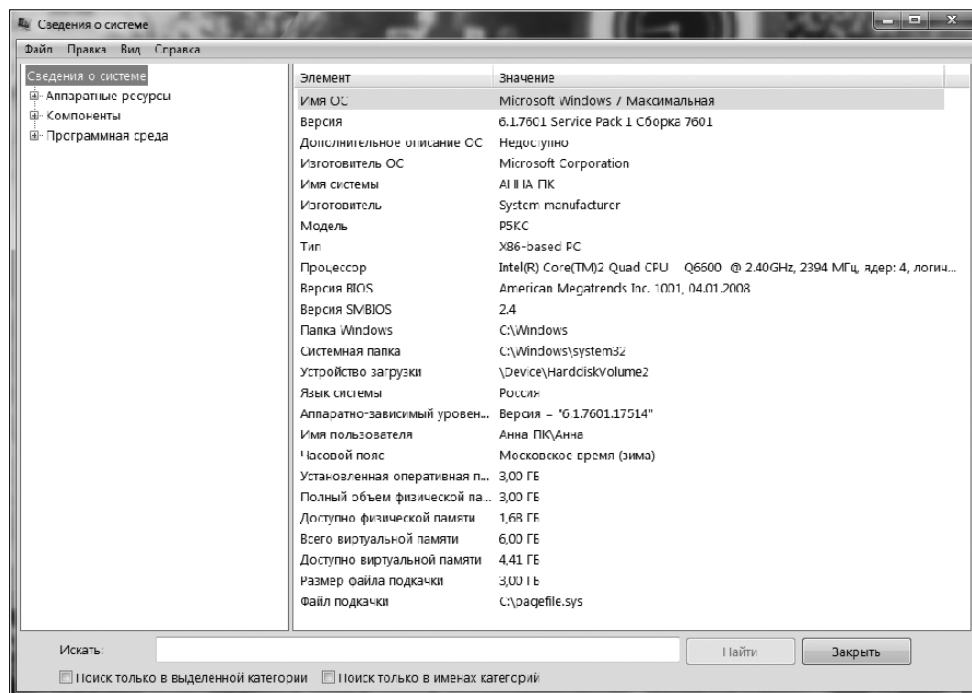 Сведения о системе
Файл Правка Вид Справка
Сведения о системе
Аппаратные ресурсы
Компоненты
Программная среда
Элемент Значение
Имя ОС Microsoft Windows 7 Максимальная
Версия 6.1.7601 Service Pack 1 Сборка 7601
Дополнительное описание ОС Недоступно
Изготовитель ОС Microsoft Corporation
Имя системы АННА ПК
Изготовитель System manufacturer
Модель P5KC
Тип X86-based PC
Процессор Intel(R) Core(TM)2 Quad CPU Q6600 @ 2.40GHz, 2394 МГц, ядер: 4, логич...
Версия BIOS American Megatrends Inc. 1001, 04.01.2008
Версия SMBIOS 2.4
Папка Windows C:\Windows
Системная папка C:\Windows\system32
Устройство загрузки \Device\HarddiskVolume2
Язык системы Россия
Аппаратно-зависимый уровен... Версия = "6.1.7601.17514"
Имя пользователя Анна ПК\Анна
Часовой пояс Московское время (зима)
Установленная оперативная п... 3,00 ГБ
Полный объем физической па... 3,00 ГБ
Доступно физической памяти 1,68 ГБ
Всего виртуальной памяти 6,00 ГБ
Доступно виртуальной памяти 4,41 ГБ
Размер файла подкачки 3,00 ГБ
Файл подкачки C:\pagefile.sys
Искать: Найти Закрыть
Поиск только в выделенной категории Поиск только в именах категорий